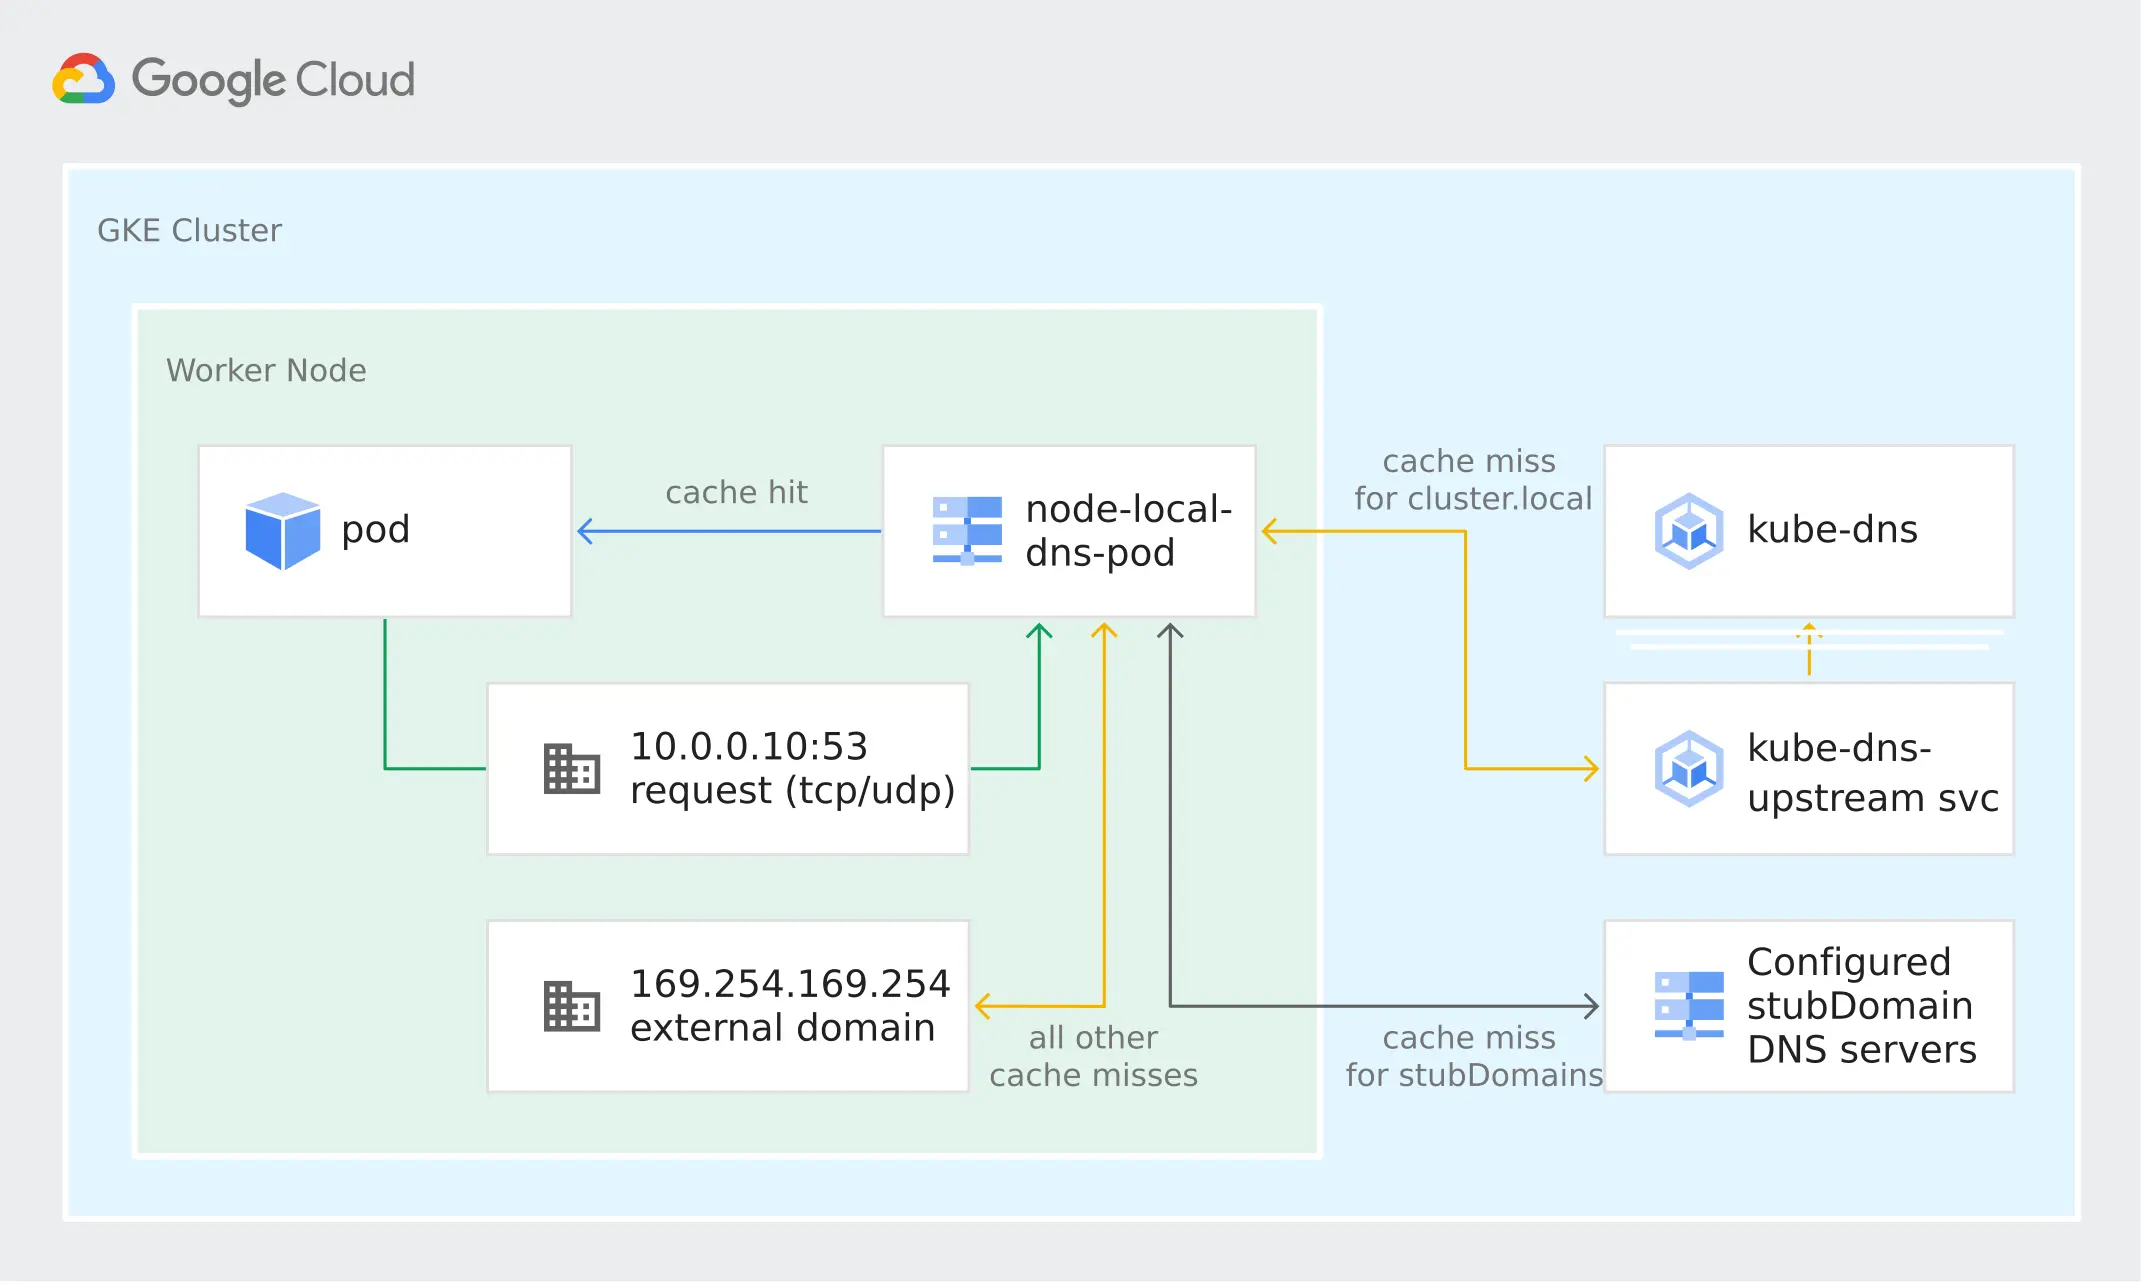 Google Cloud
GKE Cluster
Worker Node
pod
cache hit
node-local-
dns-pod
cache miss
for cluster.local
kube-dns
10.0.0.10:53
request (tcp/udp)
kube-dns-
upstream svc
169.254.169.254
external domain
all other
cache misses
cache miss
for stubDomains
Configured
stubDomain
DNS servers